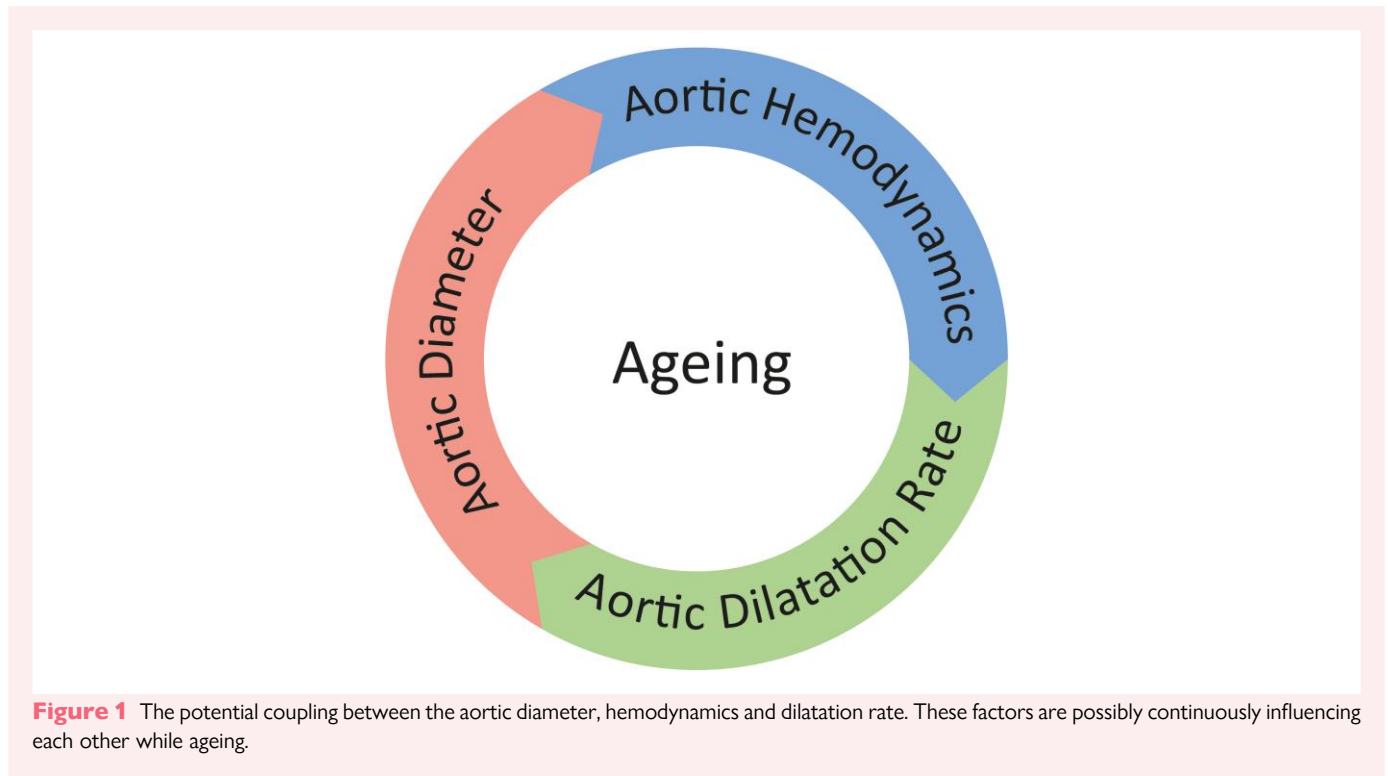 Aortic Hemodynamics
Aortic Diameter
Ageing
Aortic Dilatation Rate
Figure 1 The potential coupling between the aortic diameter, hemodynamics and dilatation rate. These factors are possibly continuously influencing
each other while ageing.